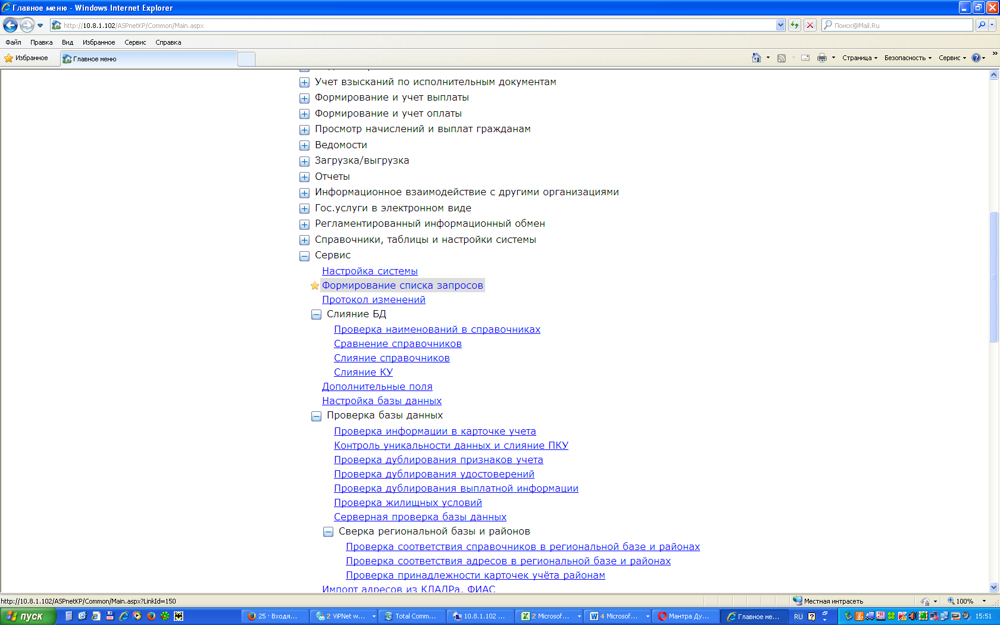 Главное меню - Windows Internet Explorer
http://10.8.1.102/ASPnetKP/Common/Main.aspx
Поиск@Mail.Ru
Файл Правка Вид Избранное Сервис Справка
Избранное
Главное меню
Страница Безопасность Сервис
Учет взысканий по исполнительным документам
Формирование и учет выплаты
Формирование и учет оплаты
Просмотр начислений и выплат гражданам
Ведомости
Загрузка/выгрузка
Отчеты
Информационное взаимодействие с другими организациями
Гос.услуги в электронном виде
Регламентированный информационный обмен
Справочники, таблицы и настройки системы
Сервис
Настройка системы
Формирование списка запросов
Протокол изменений
Слияние БД
Проверка наименований в справочниках
Сравнение справочников
Слияние справочников
Слияние КУ
Дополнительные поля
Настройка базы данных
Проверка базы данных
Проверка информации в карточке учета
Контроль уникальности данных и слияние ПКУ
Проверка дублирования признаков учета
Проверка дублирования удостоверений
Проверка дублирования выплатной информации
Проверка жилищных условий
Серверная проверка базы данных
Сверка региональной базы и районов
Проверка соответствия справочников в региональной базе и районах
Проверка соответствия адресов в региональной базе и районах
Проверка принадлежности карточек учёта районам
Импорт адресов из КЛАДРа, ФИАС
http://10.8.1.102/ASPnetKP/Common/Main.aspx?LinkId=150
Местная интрасеть
100%
пуск
25 · Входя...
2 ViPNet w...
Total Comm...
10.8.1.102 ...
2 Microsof...
4 Microsof...
Мантра Ду...
Главное ме...
RU
15:51